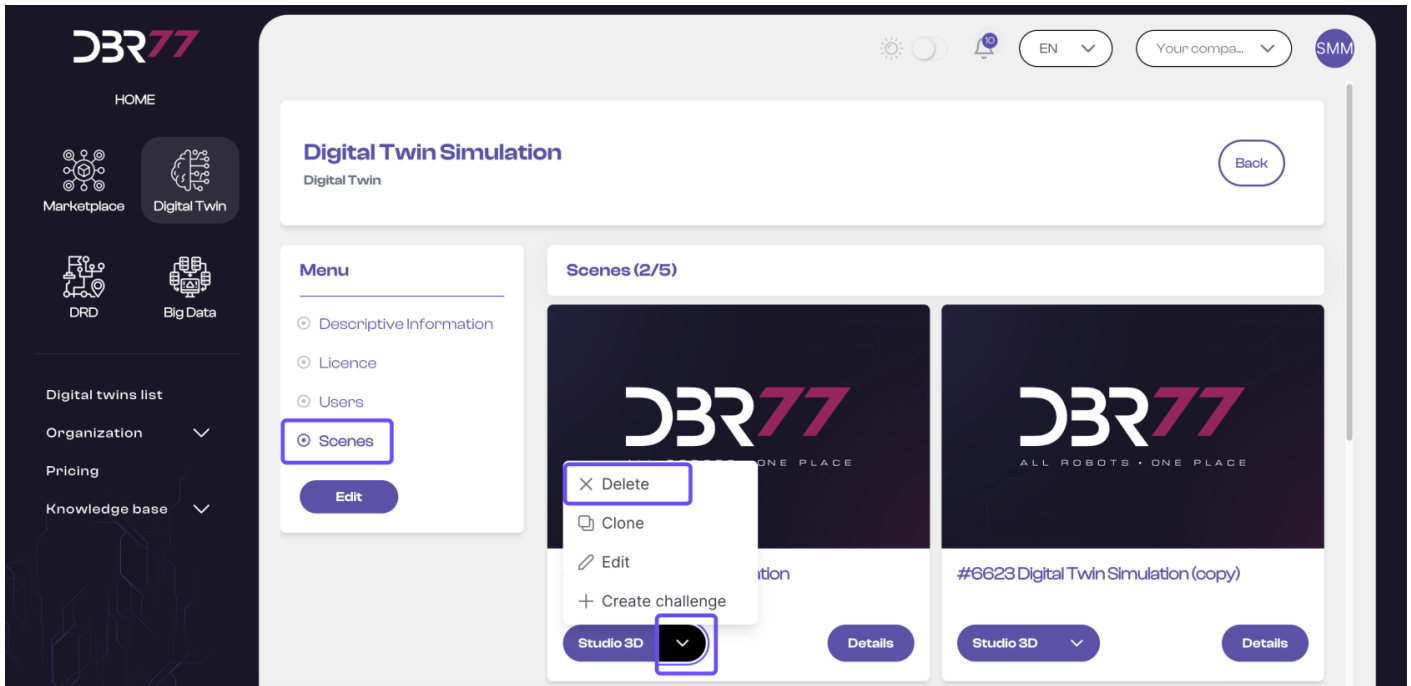 DBR77
HOME
Marketplace
Digital Twin
DRD
Big Data
Digital twins list
Organization
Pricing
Knowledge base
10
EN
Your compa...
SMM
Digital Twin Simulation
Digital Twin
Back
Menu
Descriptive Information
Licence
Users
Scenes
Edit
Scenes (2/5)
DBR77
ONE PLACE
Delete
Clone
Edit
Create challenge
Studio 3D
Details
DBR77
ALL ROBOTS • ONE PLACE
#6623 Digital Twin Simulation (copy)
Studio 3D
Details